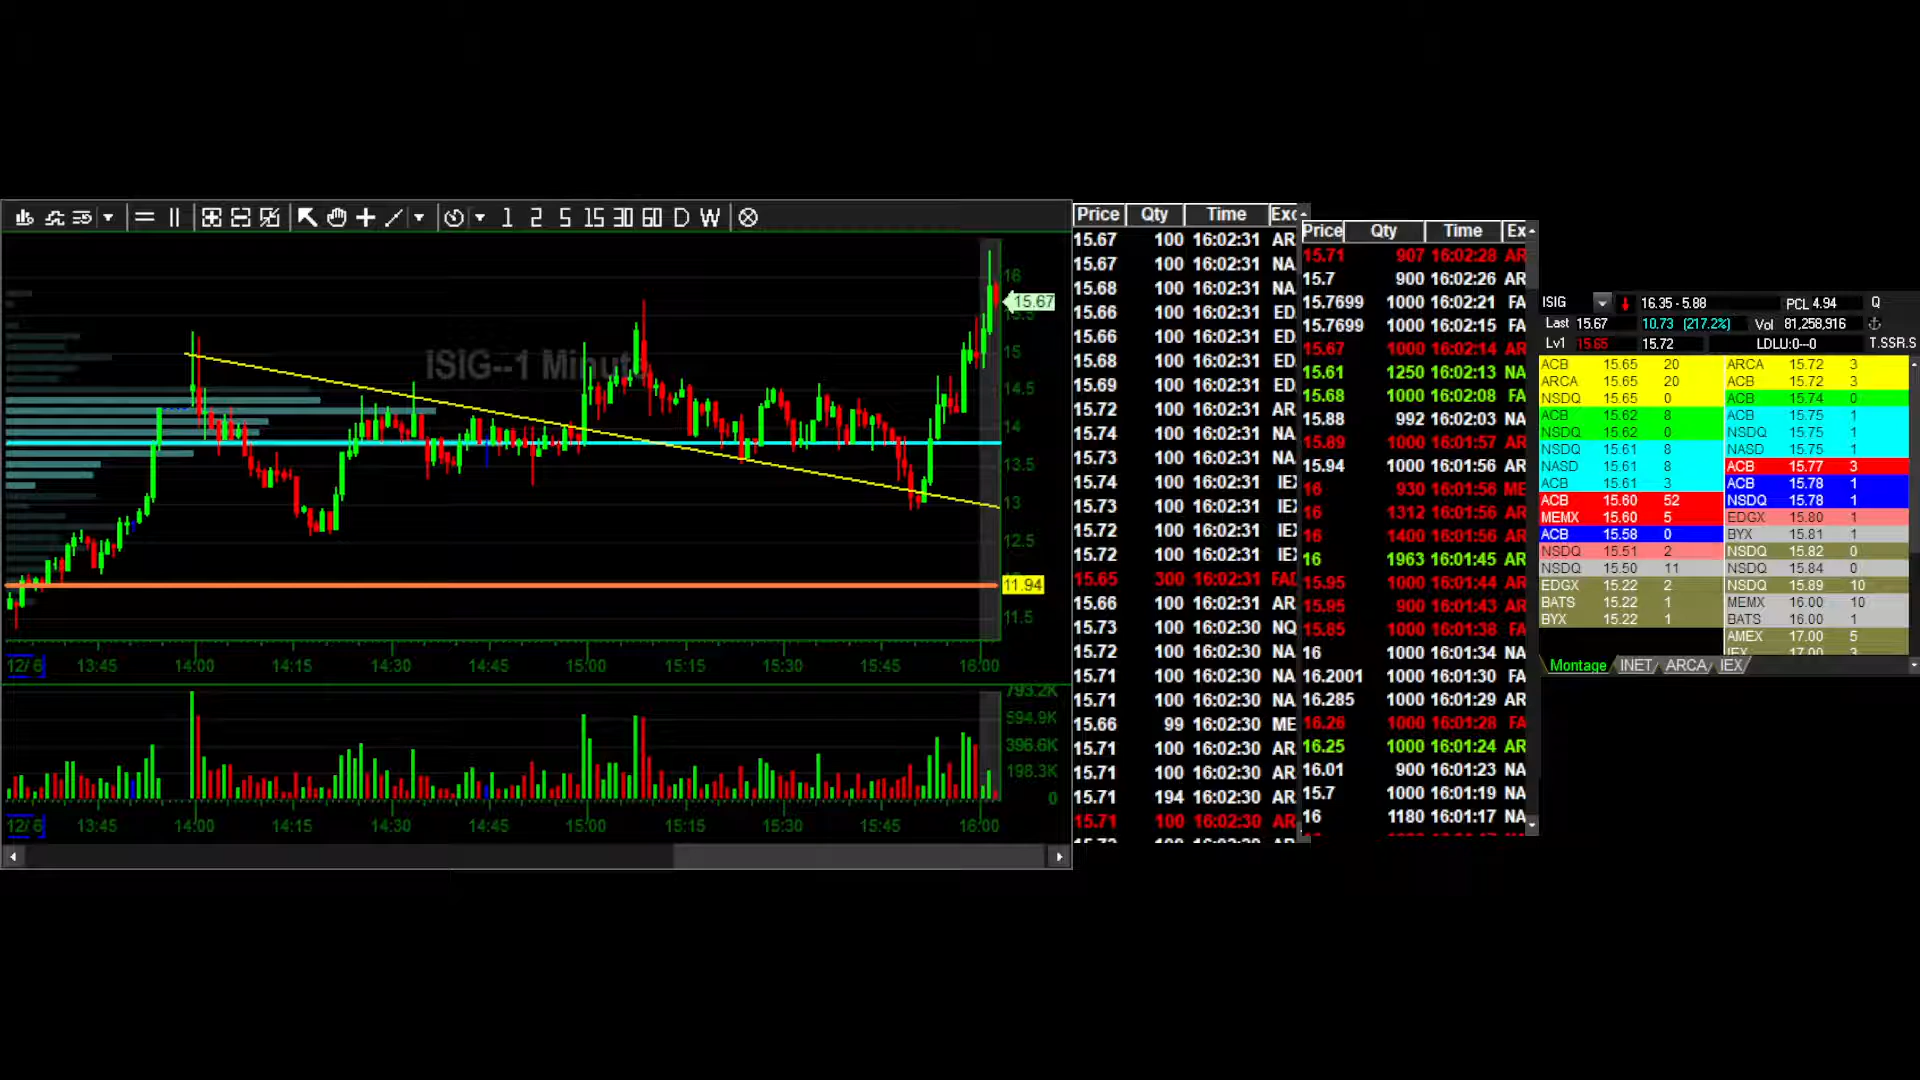 1 2 5 15 30 60 D W
ISIG--1 Minut
16
15.67
15
14.5
14
13.5
13
12.5
11.94
11.5
12/6 13:45 14:00 14:15 14:30 14:45 15:00 15:15 15:30 15:45 16:00
793.2K
594.9K
396.6K
198.3K
0
12/6 13:45 14:00 14:15 14:30 14:45 15:00 15:15 15:30 15:45 16:00
Price Qty Time Exc
15.67 100 16:02:31 AR
15.67 100 16:02:31 NA
15.68 100 16:02:31 NA
15.66 100 16:02:31 ED
15.66 100 16:02:31 ED
15.68 100 16:02:31 ED
15.69 100 16:02:31 ED
15.72 100 16:02:31 AR
15.74 100 16:02:31 NA
15.73 100 16:02:31 NA
15.74 100 16:02:31 IEX
15.73 100 16:02:31 IEX
15.72 100 16:02:31 IEX
15.72 100 16:02:31 IEX
15.65 300 16:02:31 FAD
15.66 100 16:02:31 AR
15.73 100 16:02:30 NQ
15.72 100 16:02:30 NA
15.71 100 16:02:30 NA
15.71 100 16:02:30 NA
15.66 99 16:02:30 ME
15.71 100 16:02:30 AR
15.71 100 16:02:30 AR
15.71 194 16:02:30 AR
15.71 100 16:02:30 AR
Price Qty Time Ex
15.71 907 16:02:28 AR
15.7 900 16:02:26 AR
15.7699 1000 16:02:21 FA
15.7699 1000 16:02:15 FA
15.67 1000 16:02:14 AR
15.61 1250 16:02:13 NA
15.68 1000 16:02:08 FA
15.88 992 16:02:03 NA
15.89 1000 16:01:57 AR
15.94 1000 16:01:56 AR
16 930 16:01:56 ME
16 1312 16:01:56 AR
16 1400 16:01:56 AR
16 1963 16:01:45 AR
15.95 1000 16:01:44 AR
15.95 900 16:01:43 AR
15.85 1000 16:01:38 FA
16 1000 16:01:34 NA
16.2001 1000 16:01:30 FA
16.285 1000 16:01:29 AR
16.26 1000 16:01:28 FA
16.25 1000 16:01:24 AR
16.01 900 16:01:23 NA
15.7 1000 16:01:19 NA
16 1180 16:01:17 NA
ISIG 16.35 - 5.88 PCL 4.94 Q
Last 15.67 10.73 (217.2%) Vol 81,258,916
Lv1 15.65 15.72 LDLU:0--0 T.SSR.S
ACB 15.65 20 ARCA 15.72 3
ARCA 15.65 20 ACB 15.72 3
NSDQ 15.65 0 ACB 15.74 0
ACB 15.62 8 ACB 15.75 1
NSDQ 15.62 0 NSDQ 15.75 1
NSDQ 15.61 8 NASD 15.75 1
NASD 15.61 8 ACB 15.77 3
ACB 15.61 3 ACB 15.78 1
ACB 15.60 52 NSDQ 15.78 1
MEMX 15.60 5 EDGX 15.80 1
ACB 15.58 0 BYX 15.81 1
NSDQ 15.51 2 NSDQ 15.82 0
NSDQ 15.50 11 NSDQ 15.84 0
EDGX 15.22 2 NSDQ 15.89 10
BATS 15.22 1 MEMX 16.00 10
BYX 15.22 1 BATS 16.00 1
AMEX 17.00 5
IEX 17.00 3
Montage INET ARCA IEX